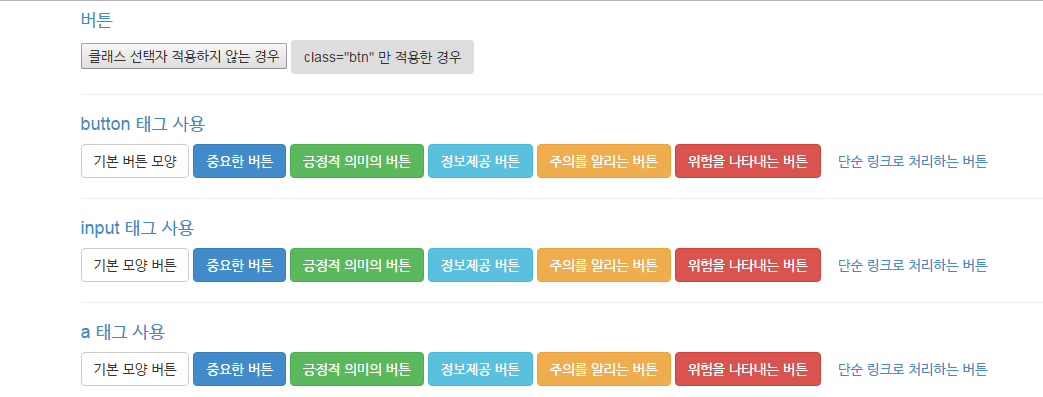 버튼
클래스 선택자 적용하지 않는 경우 class="btn" 만 적용한 경우
button 태그 사용
기본 버튼 모양 중요한 버튼 긍정적 의미의 버튼 정보제공 버튼 주의를 알리는 버튼 위험을 나타내는 버튼 단순 링크로 처리하는 버튼
input 태그 사용
기본 모양 버튼 중요한 버튼 긍정적 의미의 버튼 정보제공 버튼 주의를 알리는 버튼 위험을 나타내는 버튼 단순 링크로 처리하는 버튼
a 태그 사용
기본 모양 버튼 중요한 버튼 긍정적 의미의 버튼 정보제공 버튼 주의를 알리는 버튼 위험을 나타내는 버튼 단순 링크로 처리하는 버튼